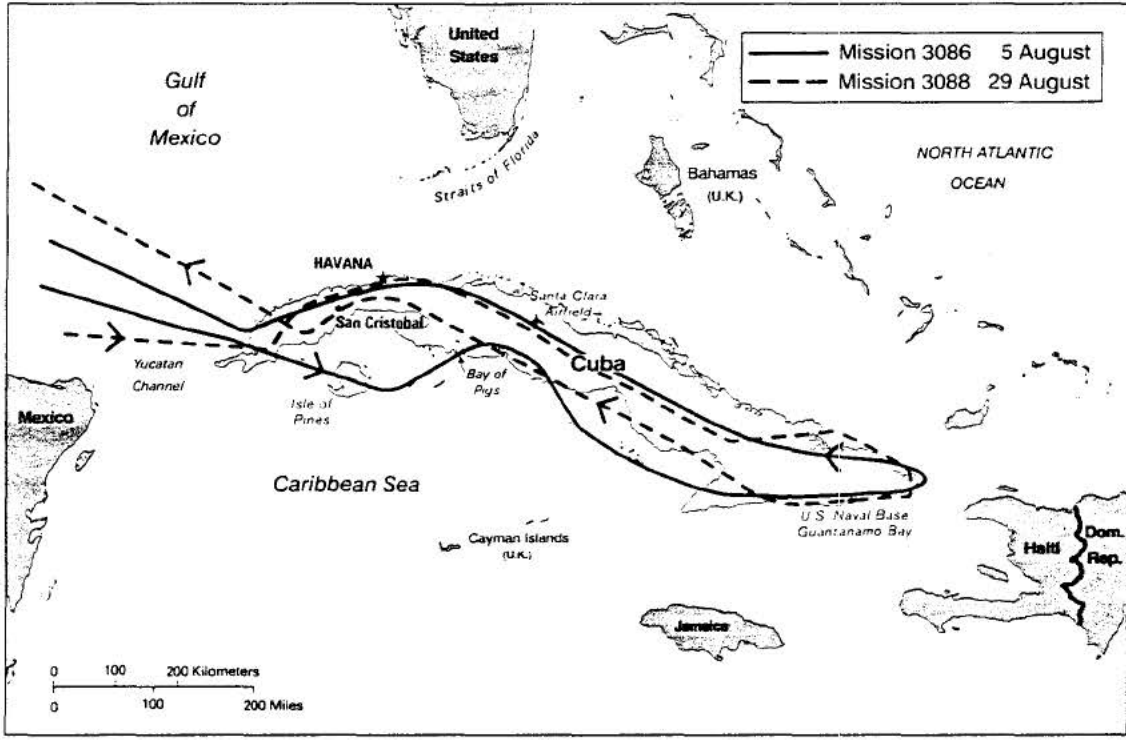 United
States
Mission 3086 5 August
Mission 3088 29 August
Gulf
of
Mexico
NORTH ATLANTIC
OCEAN
Straits of Florida
Bahamas
(U.K.)
HAVANA
Santa Clara
Airfield
San Cristobal
Cuba
Yucatan
Channel
Bay of
Pigs
Isle of
Pines
Mexico
Caribbean Sea
U.S. Naval Base
Guantanamo Bay
Cayman Islands
(U.K.)
Haiti
Dom.
Rep.
Jamaica
0 100 200 Kilometers
0 100 200 Miles